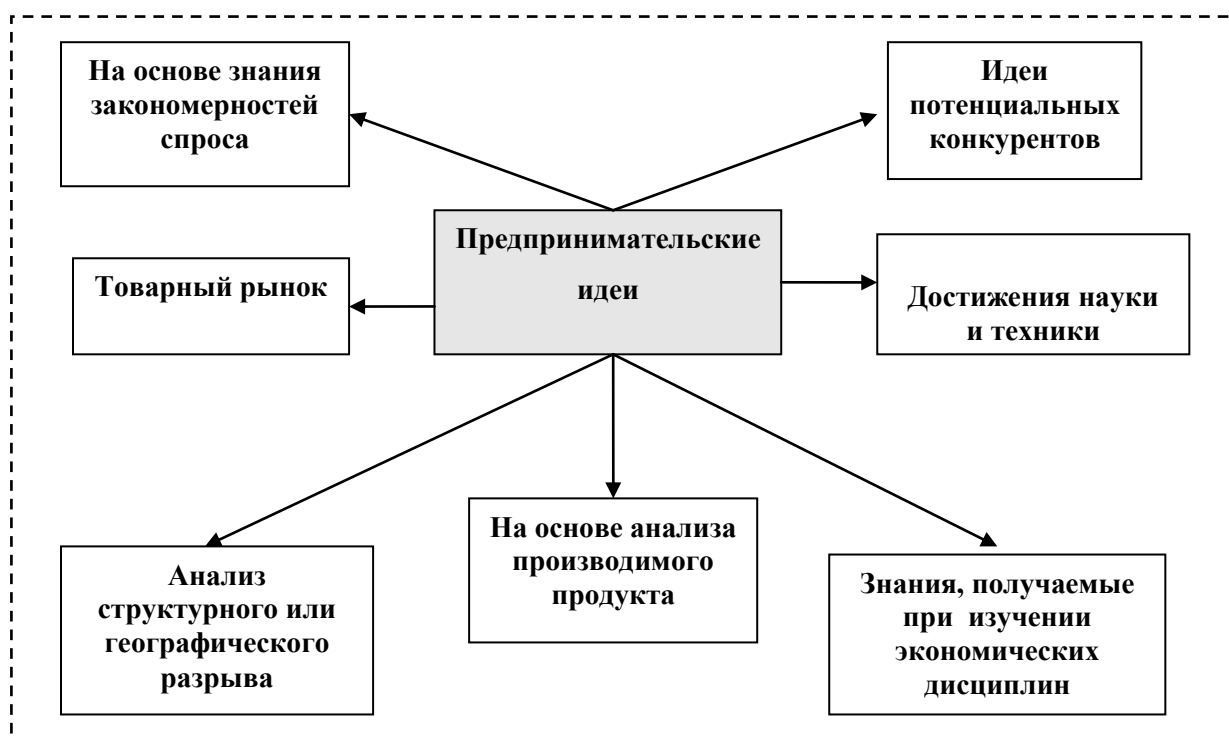 На основе знания
закономерностей
спроса
Идеи
потенциальных
конкурентов
Предпринимательские
идеи
Товарный рынок
Достижения науки
и техники
На основе анализа
производимого
продукта
Анализ
структурного или
географического
разрыва
Знания, получаемые
при изучении
экономических
дисциплин